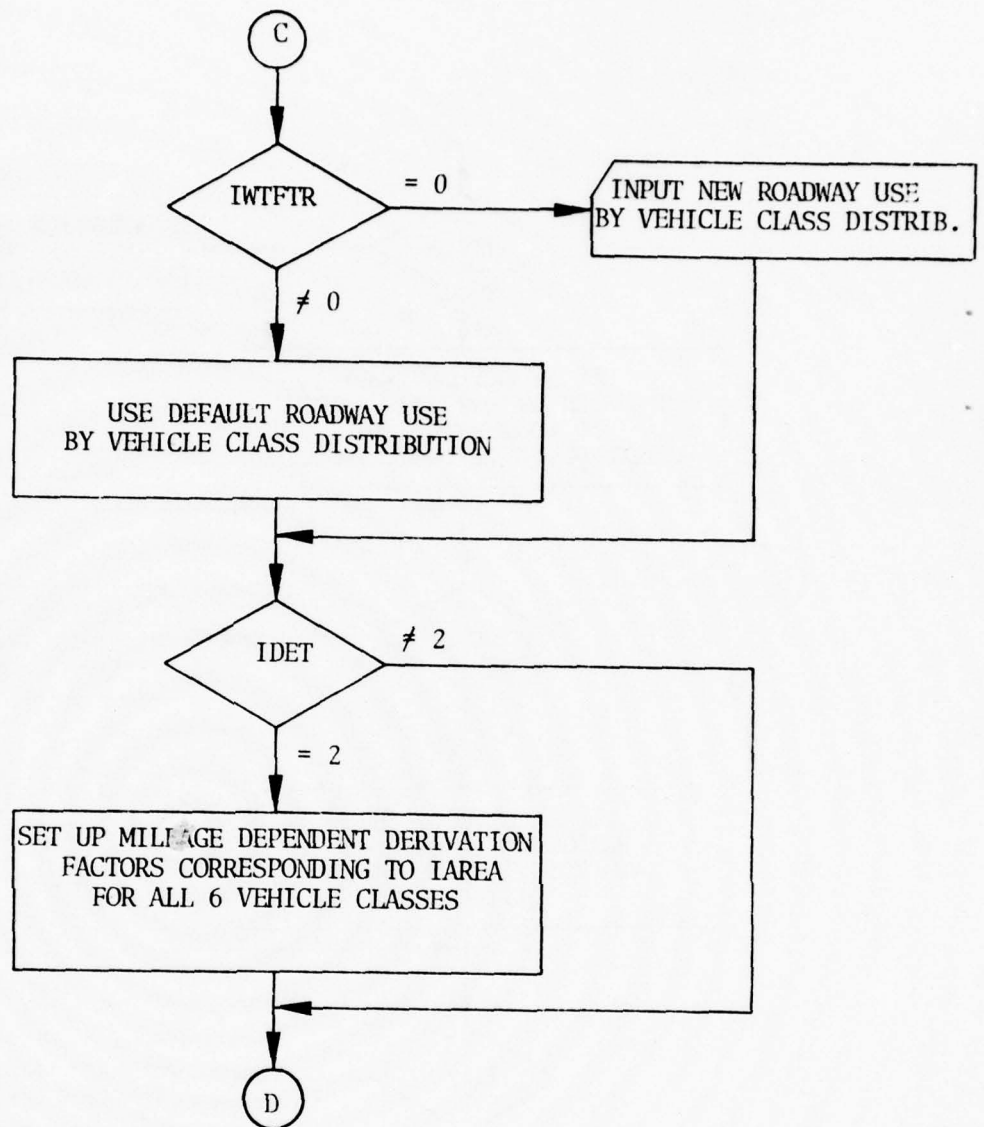 C
IWTFTR
= 0
INPUT NEW ROADWAY USE
BY VEHICLE CLASS DISTRIB.
≠ 0
USE DEFAULT ROADWAY USE
BY VEHICLE CLASS DISTRIBUTION
IDET
≠ 2
= 2
SET UP MILEAGE DEPENDENT DERIVATION
FACTORS CORRESPONDING TO IAREA
FOR ALL 6 VEHICLE CLASSES
D